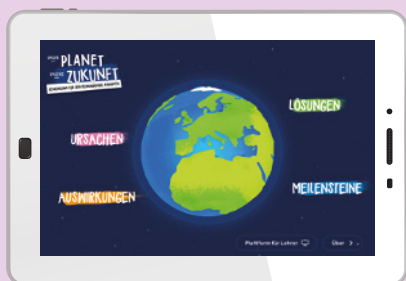 PLANET
ZUKUNFT
LÖSUNGEN
URSACHEN
AUSWIRKUNGEN
MEILENSTEINE
Plattform für Lehrer
Über